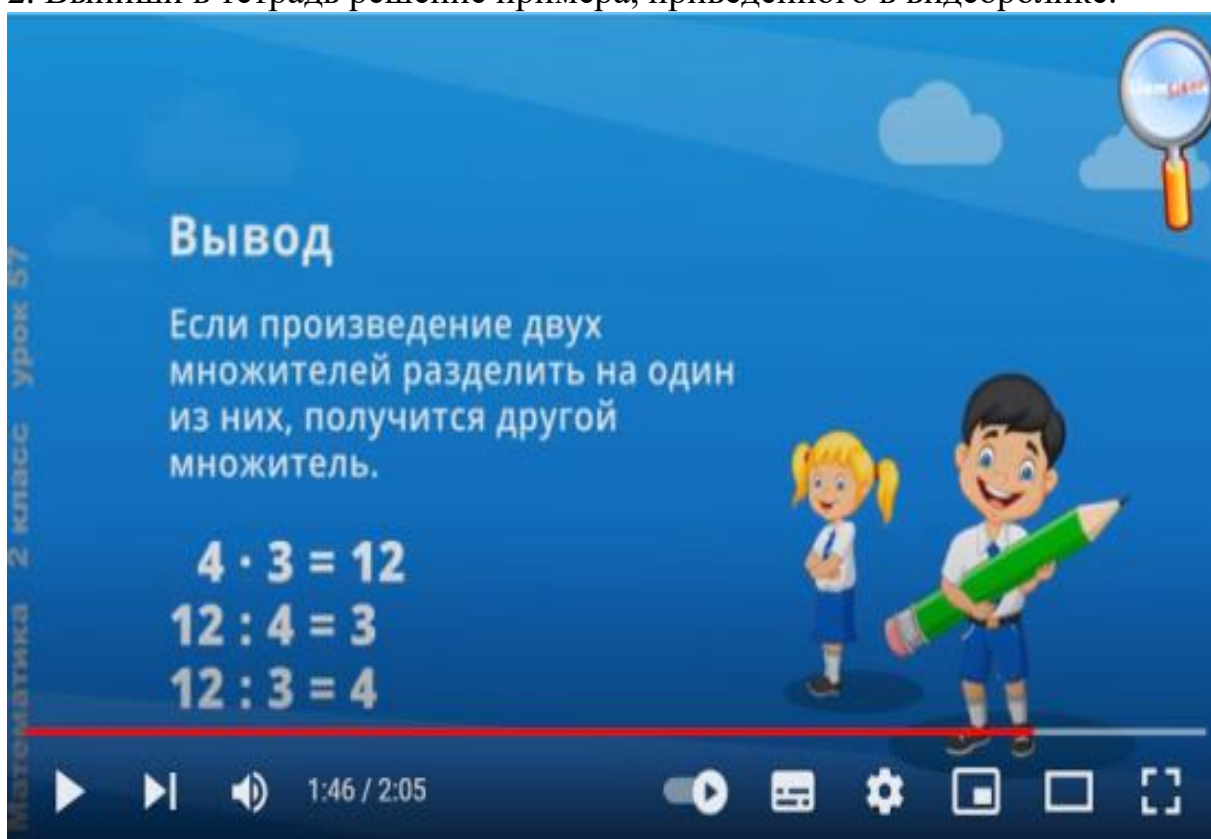 2. Выпиши в тетрадь решение примера, приведенного в видеоролике.
Вывод
Если произведение двух
множителей разделить на один
из них, получится другой
множитель.
4 · 3 = 12
12 : 4 = 3
12 : 3 = 4
Математика 2 класс урок 57
1:46 / 2:05